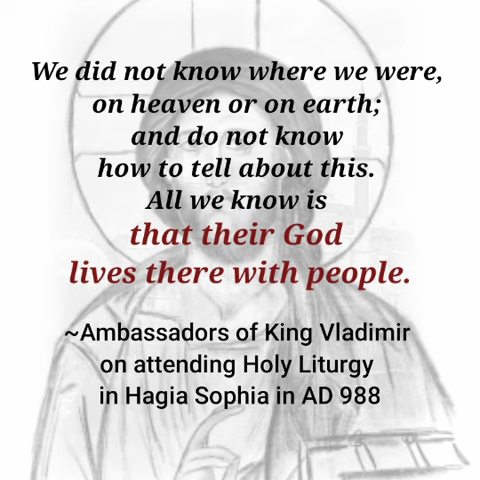 We did not know where we were,
on heaven or on earth;
and do not know
how to tell about this.
All we know is
that their God
lives there with people.
~Ambassadors of King Vladimir
on attending Holy Liturgy
in Hagia Sophia in AD 988